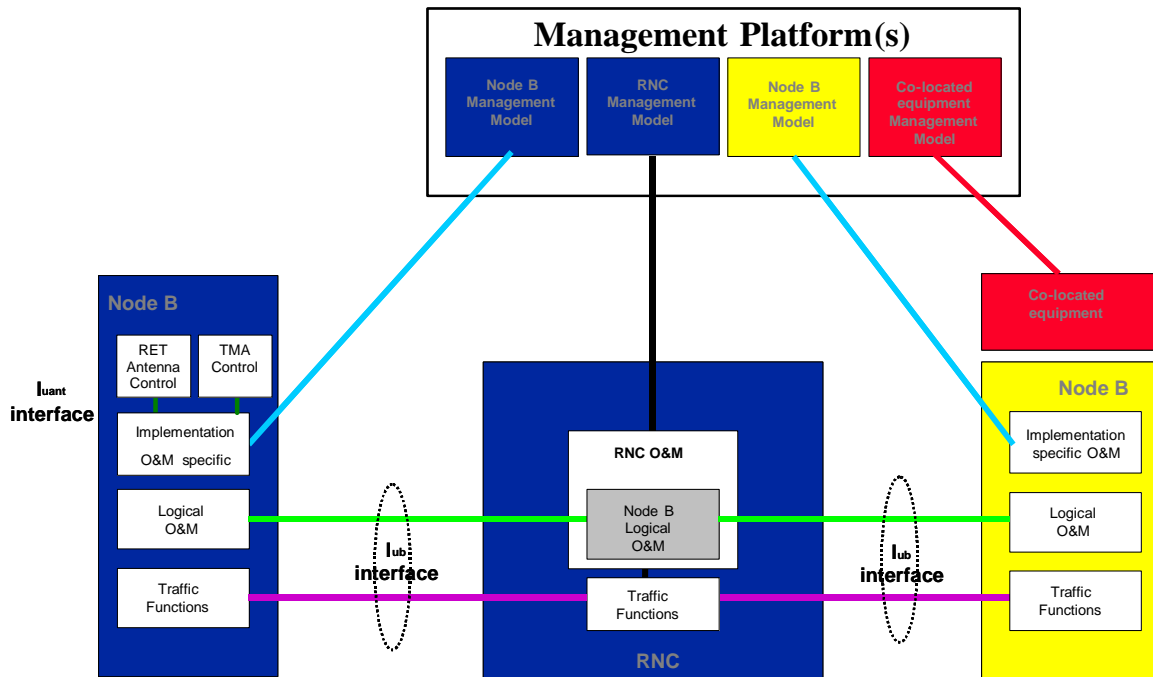 Management Platform(s)
Node B
Management
Model
RNC
Management
Model
Node B
Management
Model
Co-located
equipment
Management
Model
Node B
RET
Antenna
Control
TMA
Control
Iuant
interface
Implementation
O&M specific
Logical
O&M
Traffic
Functions
Iub
interface
RNC O&M
Node B
Logical
O&M
Traffic
Functions
RNC
Iub
interface
Co-located
equipment
Node B
Implementation
specific O&M
Logical
O&M
Traffic
Functions